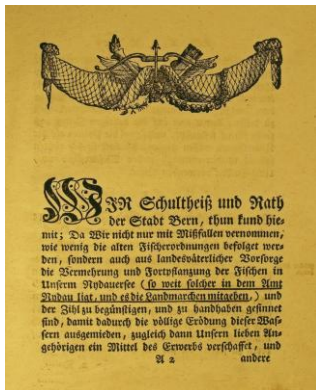 WIR Schultheiß und Rath
der Stadt Bern, thun kund hie-
mit; Da Wir nicht nur mit Mißfallen vernommen,
wie wenig die alten Fischerordnungen befolget wer-
den, sondern auch aus landesväterlicher Vorsorge
die Vermehrung und Fortpflanzung der Fischen in
Unserm Nydauersee (so weit solcher in dem Amt
Nydau ligt, und es die Landmarchen mitgeben,) und
der Zihl zu begünstigen, und zu handhaben gesinnet
sind, damit dadurch die völlige Erödung dieser Was-
sern ausgemieden, zugleich dann Unsern lieben An-
gehörigen ein Mittel des Erwerbs verschaffet, und
A 2 andere